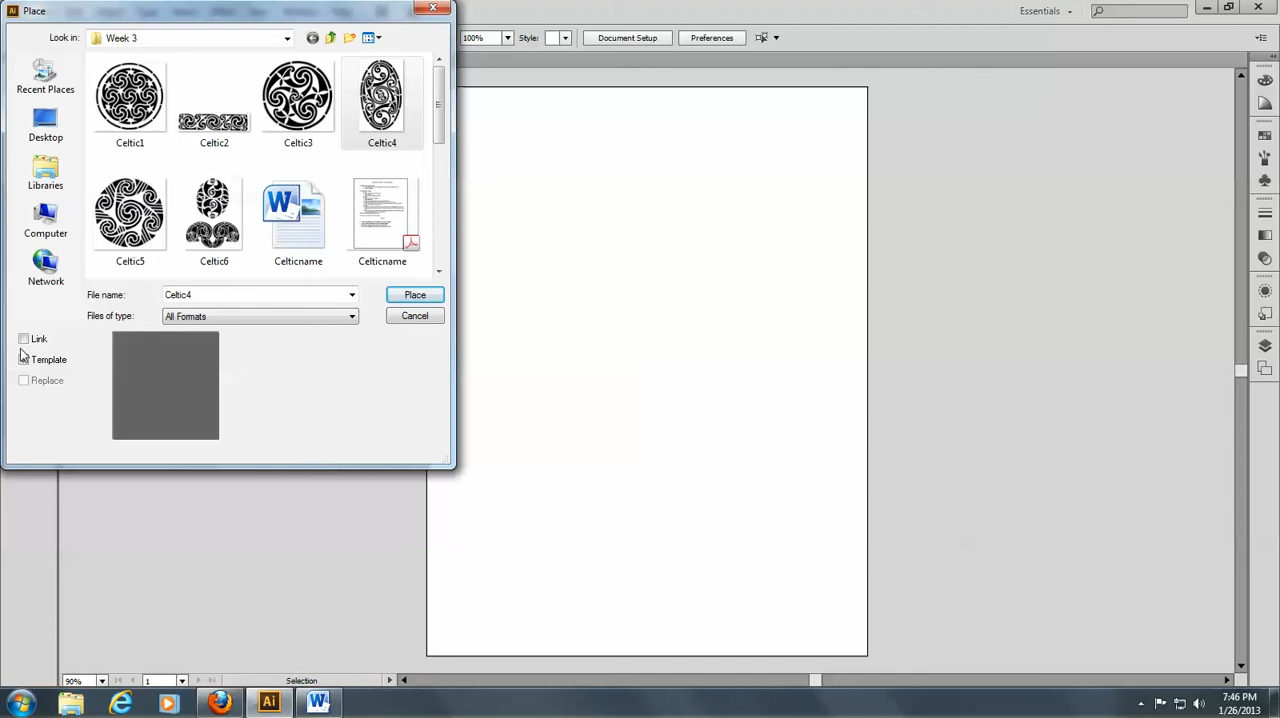 Place
Essentials
Look in:
Week 3
100%
Style:
Document Setup
Preferences
Recent Places
Desktop
Libraries
Computer
Network
Celtic1
Celtic2
Celtic3
Celtic4
Celtic5
Celtic6
Celticname
Celticname
File name:
Celtic4
Place
Files of type:
All Formats
Cancel
Link
Template
Replace
90%
1
Selection
Ai
7:46 PM
1/26/2013